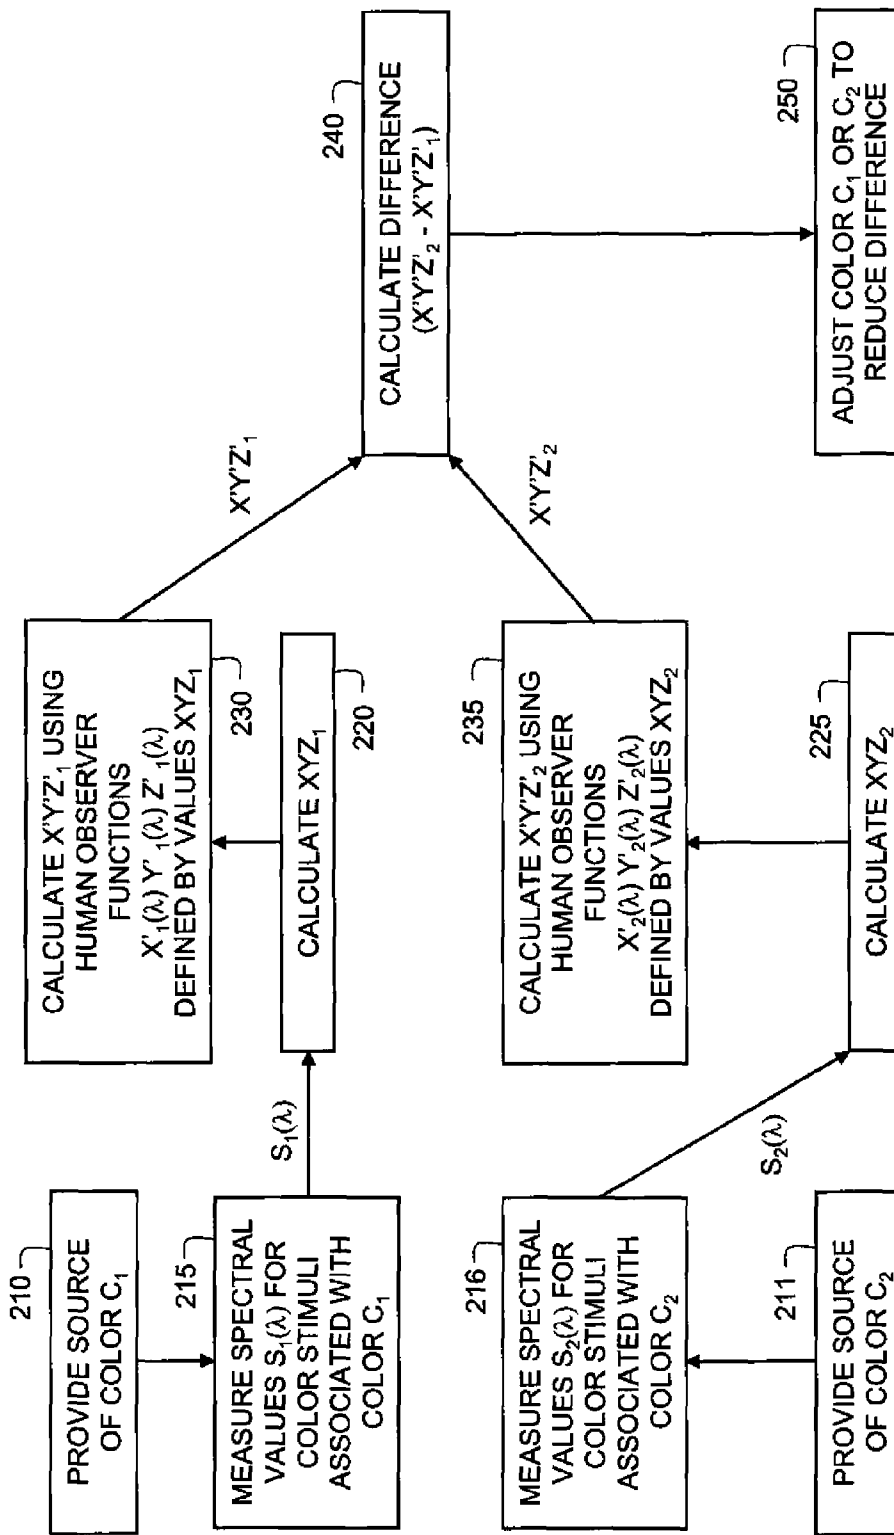 210
PROVIDE SOURCE
OF COLOR C₁
215
MEASURE SPECTRAL
VALUES S₁(λ) FOR
COLOR STIMULI
ASSOCIATED WITH
COLOR C₁
S₁(λ)
CALCULATE X'Y'Z'₁ USING
HUMAN OBSERVER
FUNCTIONS
X'₁(λ) Y'₁(λ) Z'₁(λ)
DEFINED BY VALUES XYZ₁
230
CALCULATE XYZ₁
220
X'Y'Z'₁
216
MEASURE SPECTRAL
VALUES S₂(λ) FOR
COLOR STIMULI
ASSOCIATED WITH
COLOR C₂
211
PROVIDE SOURCE
OF COLOR C₂
S₂(λ)
235
CALCULATE X'Y'Z'₂ USING
HUMAN OBSERVER
FUNCTIONS
X'₂(λ) Y'₂(λ) Z'₂(λ)
DEFINED BY VALUES XYZ₂
225
CALCULATE XYZ₂
X'Y'Z'₂
240
CALCULATE DIFFERENCE
(X'Y'Z'₂ - X'Y'Z'₁)
250
ADJUST COLOR C₁ OR C₂ TO
REDUCE DIFFERENCE